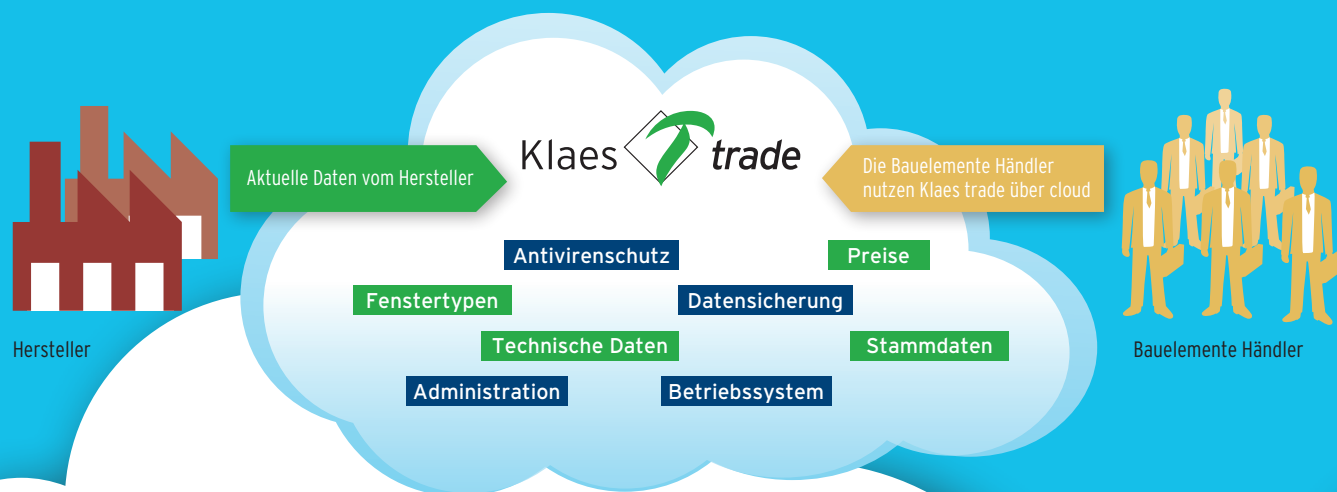 Klaes trade
Aktuelle Daten vom Hersteller
Die Bauelemente Händler
nutzen Klaes trade über cloud
Antivirenschutz
Preise
Fenstertypen
Datensicherung
Technische Daten
Stammdaten
Administration
Betriebssystem
Hersteller
Bauelemente Händler